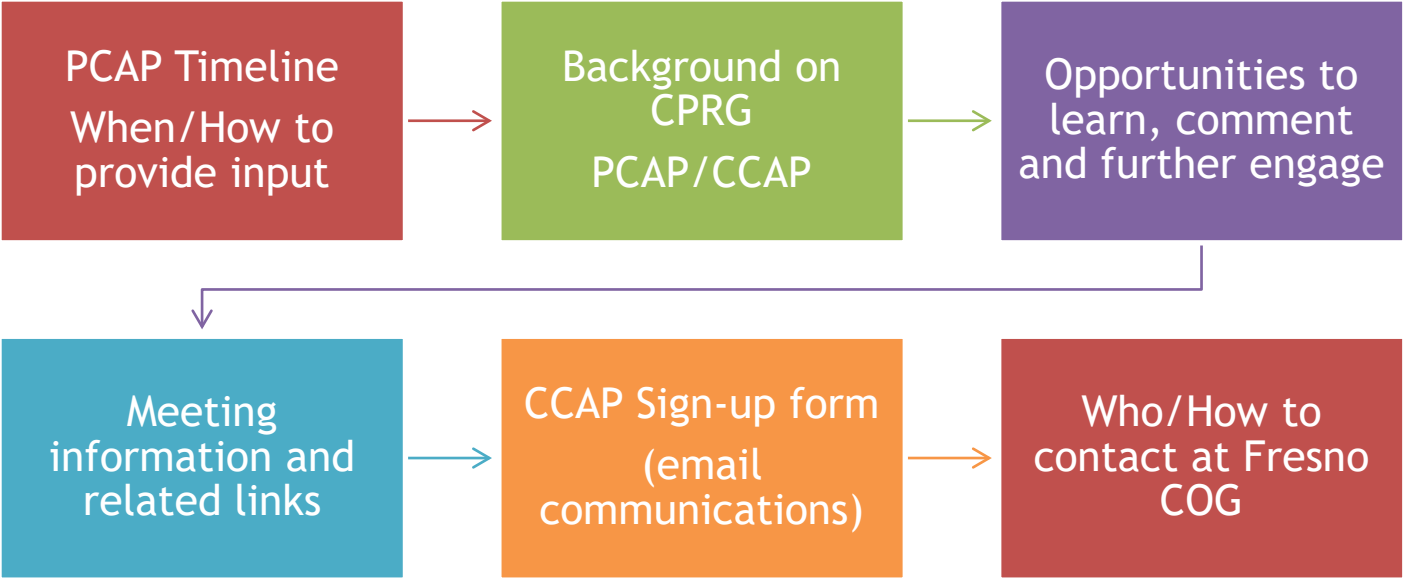 PCAP Timeline
When/How to
provide input
Background on
CPRG
PCAP/CCAP
Opportunities to
learn, comment
and further engage
Meeting
information and
related links
CCAP Sign-up form
(email
communications)
Who/How to
contact at Fresno
COG